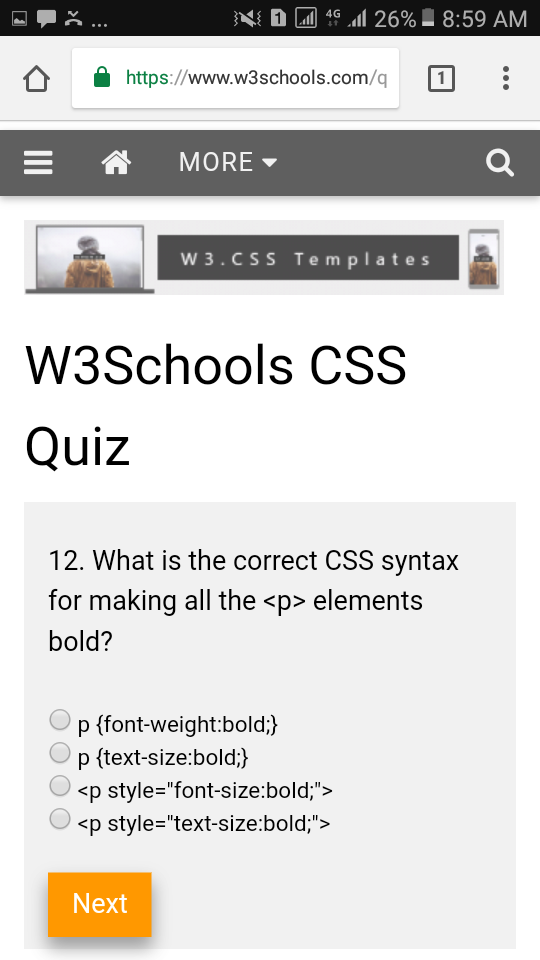 ... 1 4G 26% 8:59 AM
https://www.w3schools.com/q 1
MORE
W3.CSS Templates
W3Schools CSS
Quiz
12. What is the correct CSS syntax
for making all the <p> elements
bold?
p {font-weight:bold;}
p {text-size:bold;}
<p style="font-size:bold;">
<p style="text-size:bold;">
Next